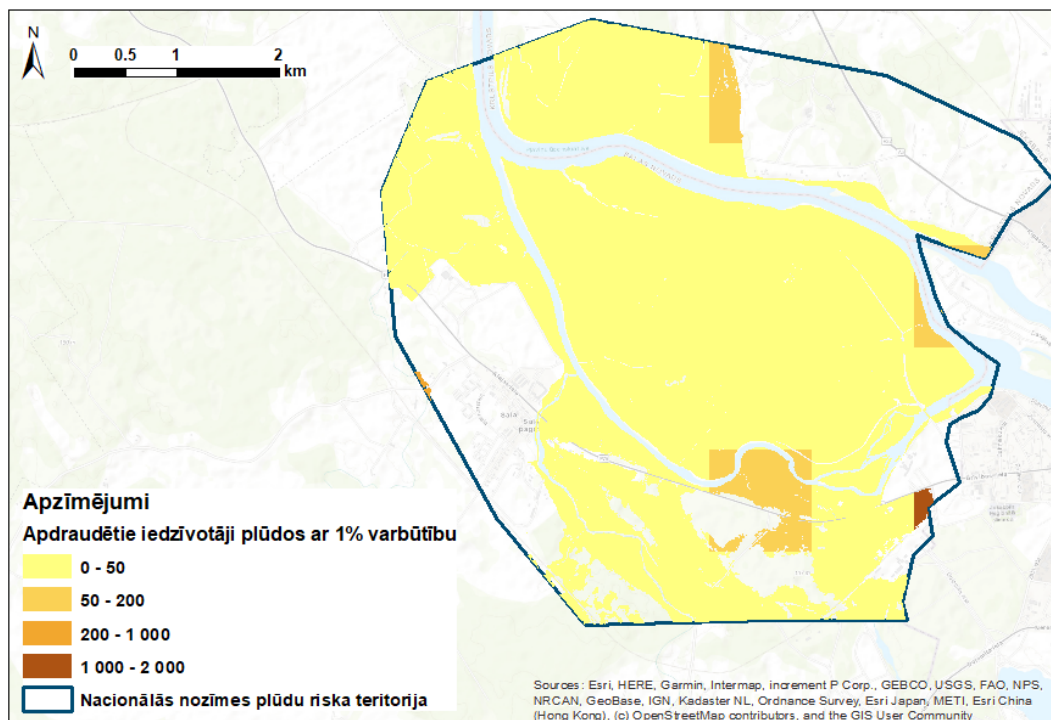 N
0 0.5 1 2
km
SALAS NOVADS
Apzīmējumi
Apdraudētie iedzīvotāji plūdos ar 1% varbūtību
0 - 50
50 - 200
200 - 1 000
1 000 - 2 000
Nacionālās nozīmes plūdu riska teritorija
Sources: Esri, HERE, Garmin, Intermap, increment P Corp., GEBCO, USGS, FAO, NPS,
NRCAN, GeoBase, IGN, Kadaster NL, Ordnance Survey, Esri Japan, METI, Esri China
(Hong Kong), (c) OpenStreetMap contributors, and the GIS User Community